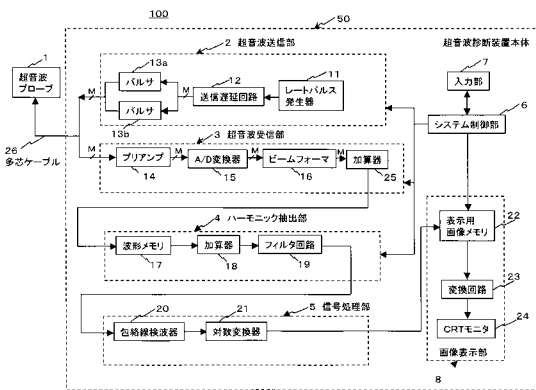 100
50
超音波診断装置本体
1
超音波
プローブ
2 超音波送信部
13a
パルサ
M
パルサ
13b
M
12
送信遅延回路
11
レートパルス
発生器
7
入力部
6
システム制御部
26
多芯ケーブル
3 超音波受信部
M
プリアンプ
14
M
A/D変換器
15
M
ビームフォーマ
16
M
加算器
25
4 ハーモニック抽出部
波形メモリ
17
加算器
18
フィルタ回路
19
22
表示用
画像メモリ
23
変換回路
24
CRTモニタ
画像表示部
8
5 信号処理部
20
包絡線検波器
21
対数変換器